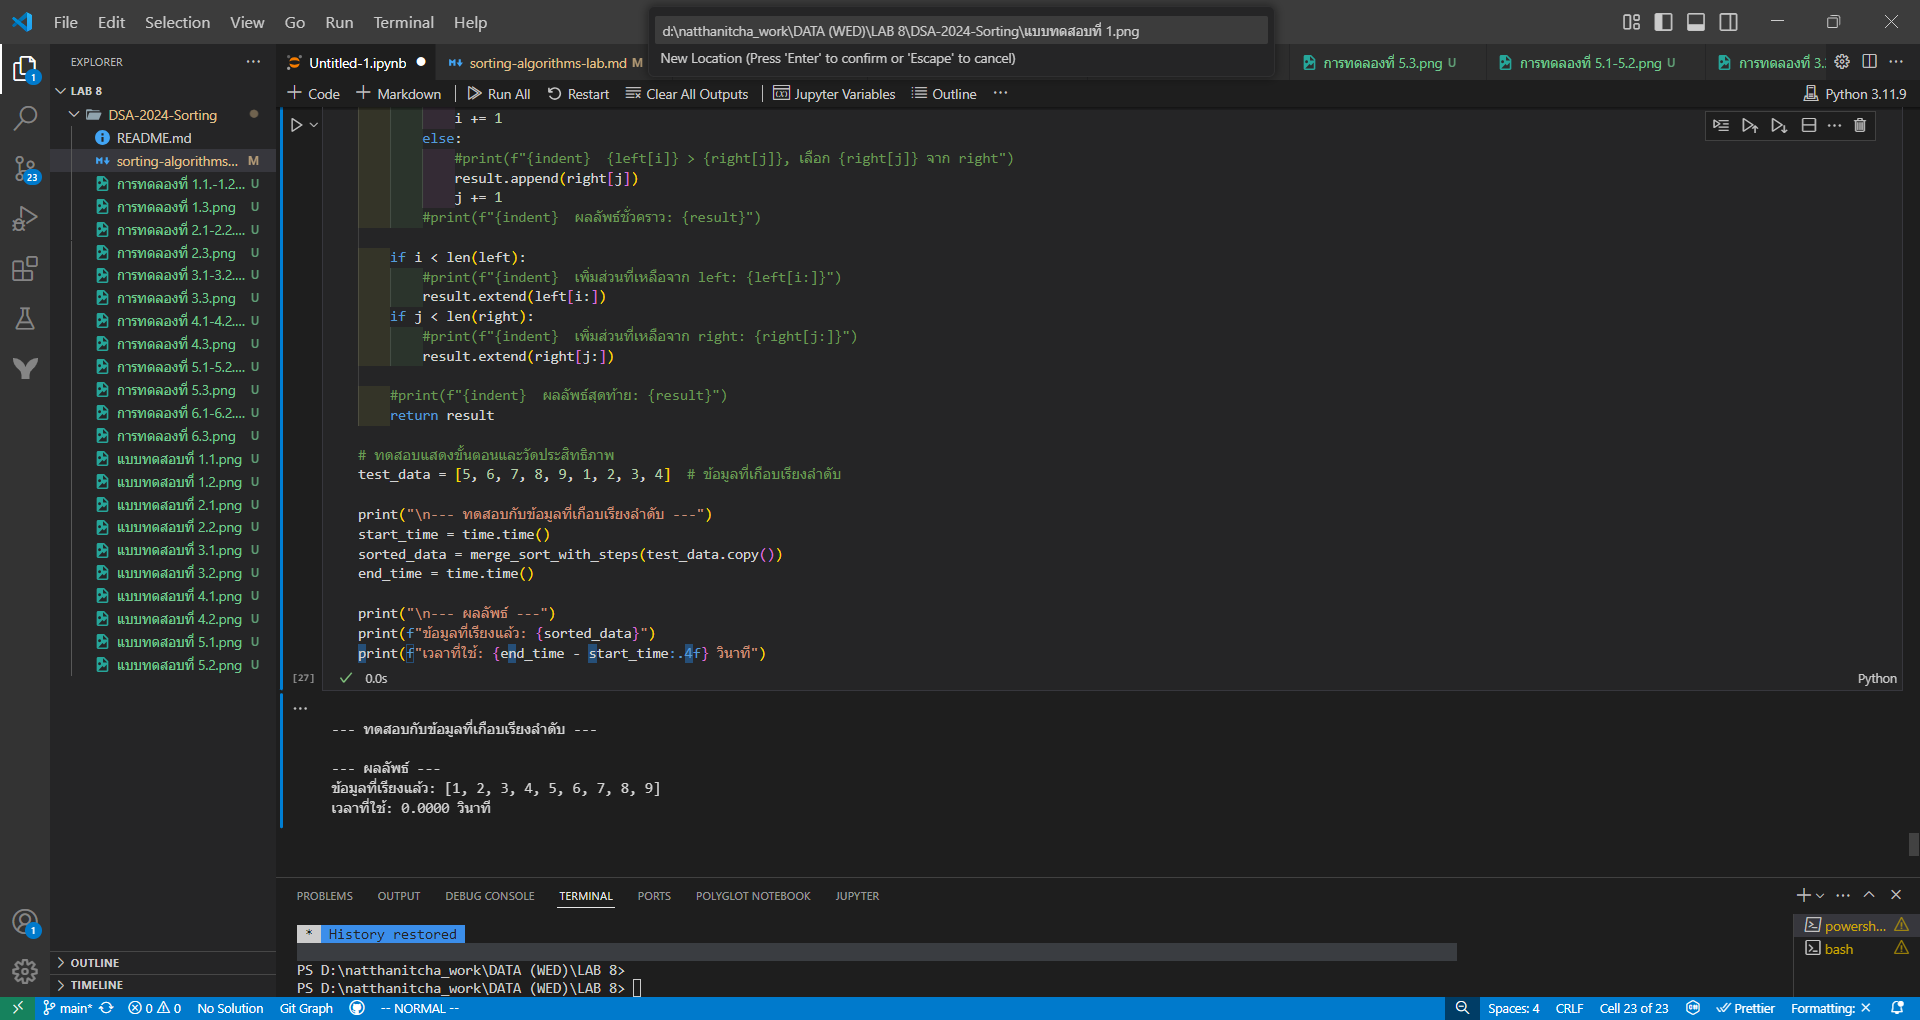 File Edit Selection View Go Run Terminal Help
d:\natthanitcha_work\DATA (WED)\LAB 8\DSA-2024-Sorting\แบบทดสอบที่ 1.png
New Location (Press 'Enter' to confirm or 'Escape' to cancel)
EXPLORER
Untitled-1.ipynb
sorting-algorithms-lab.md M
การทดลองที่ 5.3.png U
การทดลองที่ 5.1-5.2.png U
การทดลองที่ 3.
Code Markdown Run All Restart Clear All Outputs Jupyter Variables Outline ...
Python 3.11.9
1
LAB 8
DSA-2024-Sorting
README.md
sorting-algorithms... M
การทดลองที่ 1.1.-1.2... U
การทดลองที่ 1.3.png U
การทดลองที่ 2.1-2.2... U
การทดลองที่ 2.3.png U
การทดลองที่ 3.1-3.2... U
การทดลองที่ 3.3.png U
การทดลองที่ 4.1-4.2... U
การทดลองที่ 4.3.png U
การทดลองที่ 5.1-5.2... U
การทดลองที่ 5.3.png U
การทดลองที่ 6.1-6.2... U
การทดลองที่ 6.3.png U
แบบทดสอบที่ 1.1.png U
แบบทดสอบที่ 1.2.png U
แบบทดสอบที่ 2.1.png U
แบบทดสอบที่ 2.2.png U
แบบทดสอบที่ 3.1.png U
แบบทดสอบที่ 3.2.png U
แบบทดสอบที่ 4.1.png U
แบบทดสอบที่ 4.2.png U
แบบทดสอบที่ 5.1.png U
แบบทดสอบที่ 5.2.png U
23
1
OUTLINE
TIMELINE
i += 1
else:
#print(f"{indent}  {left[i]} > {right[j]}, เลือก {right[j]} จาก right")
result.append(right[j])
j += 1
#print(f"{indent}  ผลลัพธ์ชั่วคราว: {result}")
if i < len(left):
#print(f"{indent}  เพิ่มส่วนที่เหลือจาก left: {left[i:]}")
result.extend(left[i:])
if j < len(right):
#print(f"{indent}  เพิ่มส่วนที่เหลือจาก right: {right[j:]}")
result.extend(right[j:])
#print(f"{indent}  ผลลัพธ์สุดท้าย: {result}")
return result
# ทดสอบแสดงขั้นตอนและวัดประสิทธิภาพ
test_data = [5, 6, 7, 8, 9, 1, 2, 3, 4]  # ข้อมูลที่เกือบเรียงลำดับ
print("\n--- ทดสอบกับข้อมูลที่เกือบเรียงลำดับ ---")
start_time = time.time()
sorted_data = merge_sort_with_steps(test_data.copy())
end_time = time.time()
print("\n--- ผลลัพธ์ ---")
print(f"ข้อมูลที่เรียงแล้ว: {sorted_data}")
print(f"เวลาที่ใช้: {end_time - start_time:.4f} วินาที")
[27] 0.0s Python
...
--- ทดสอบกับข้อมูลที่เกือบเรียงลำดับ ---
--- ผลลัพธ์ ---
ข้อมูลที่เรียงแล้ว: [1, 2, 3, 4, 5, 6, 7, 8, 9]
เวลาที่ใช้: 0.0000 วินาที
PROBLEMS OUTPUT DEBUG CONSOLE TERMINAL PORTS POLYGLOT NOTEBOOK JUPYTER
* History restored
PS D:\natthanitcha_work\DATA (WED)\LAB 8>
PS D:\natthanitcha_work\DATA (WED)\LAB 8>
powersh...
bash
main* 0 0 No Solution Git Graph -- NORMAL --
Spaces: 4 CRLF Cell 23 of 23 Prettier Formatting: ✕